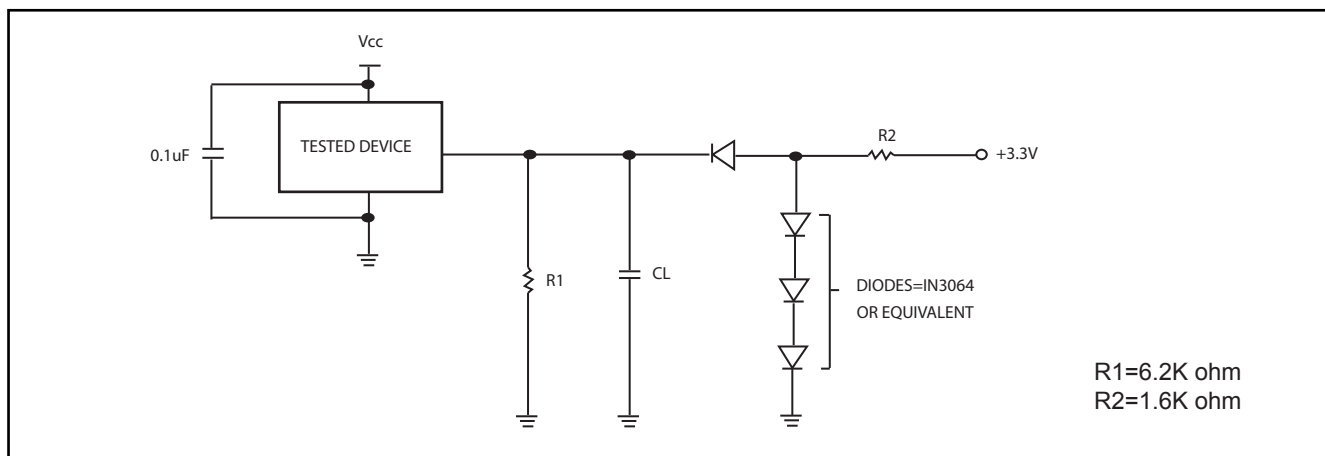 Vcc
0.1uF
TESTED DEVICE
R2
+3.3V
R1
CL
DIODES=IN3064
OR EQUIVALENT
R1=6.2K ohm
R2=1.6K ohm